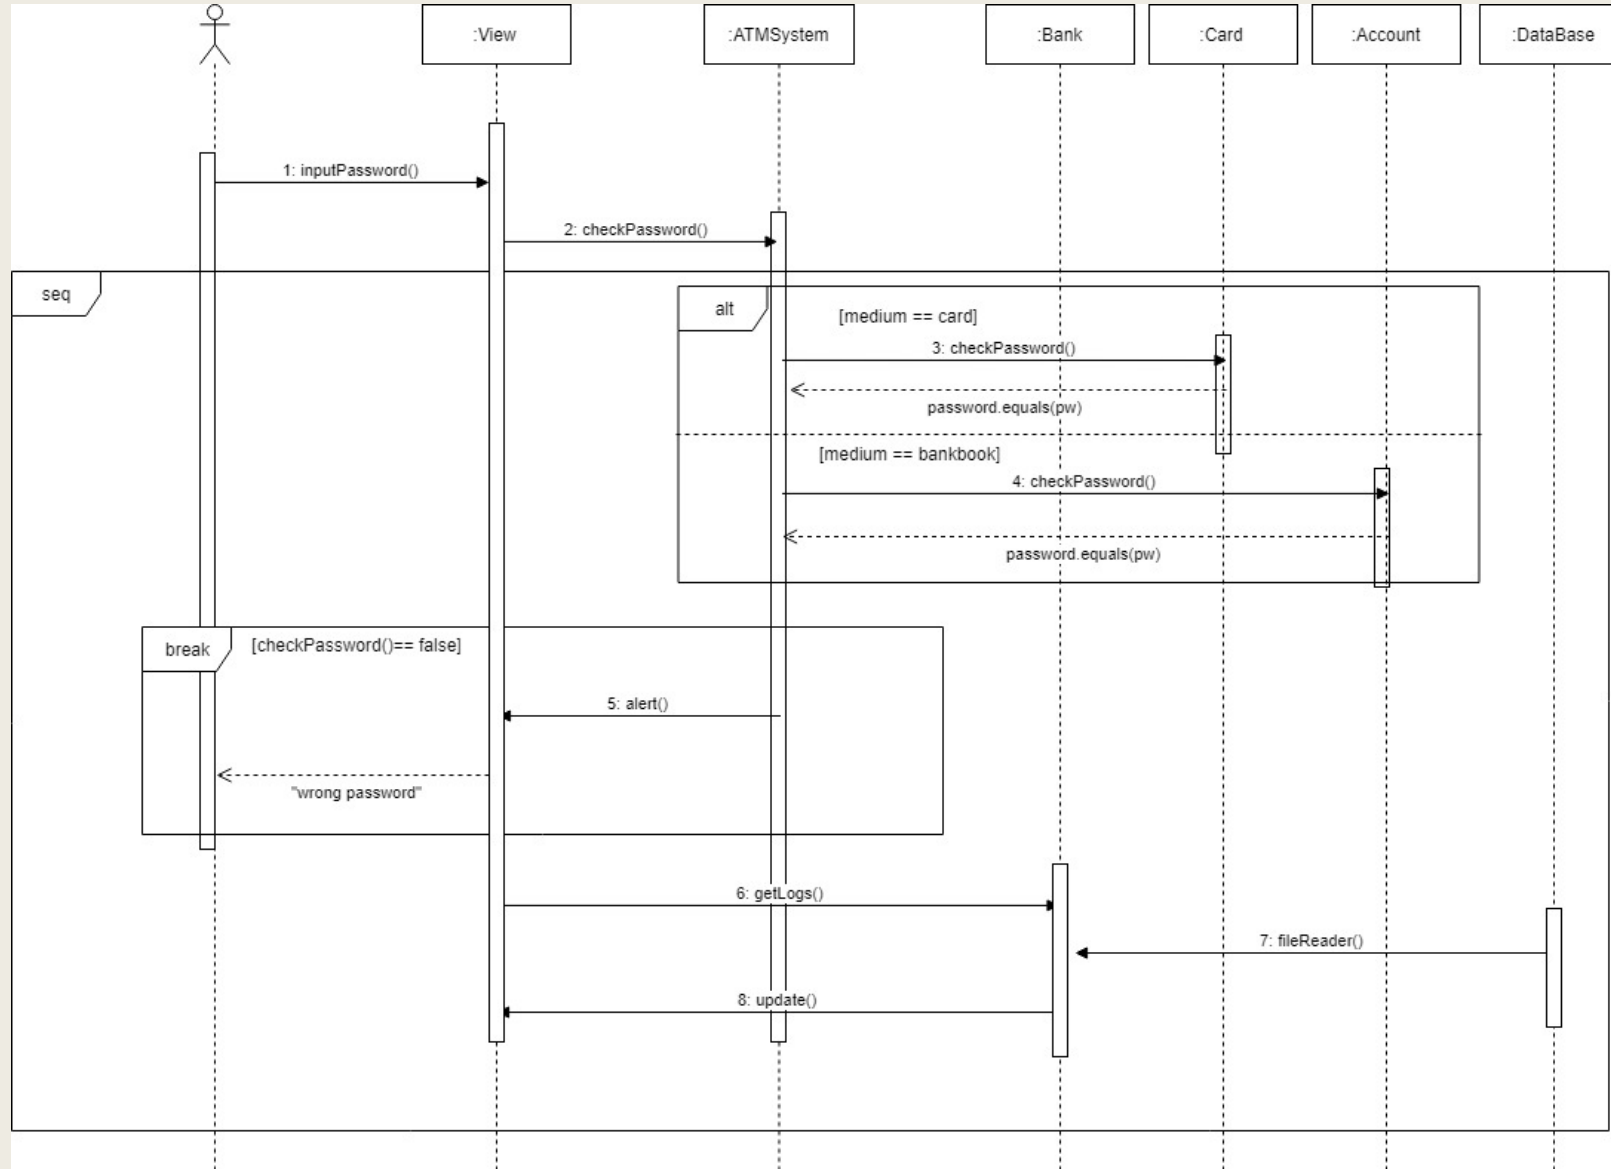 :View
:ATMSystem
:Bank
:Card
:Account
:DataBase
1: inputPassword()
2: checkPassword()
seq
alt
[medium == card]
3: checkPassword()
password.equals(pw)
[medium == bankbook]
4: checkPassword()
password.equals(pw)
break
[checkPassword()== false]
5: alert()
"wrong password"
6: getLogs()
7: fileReader()
8: update()